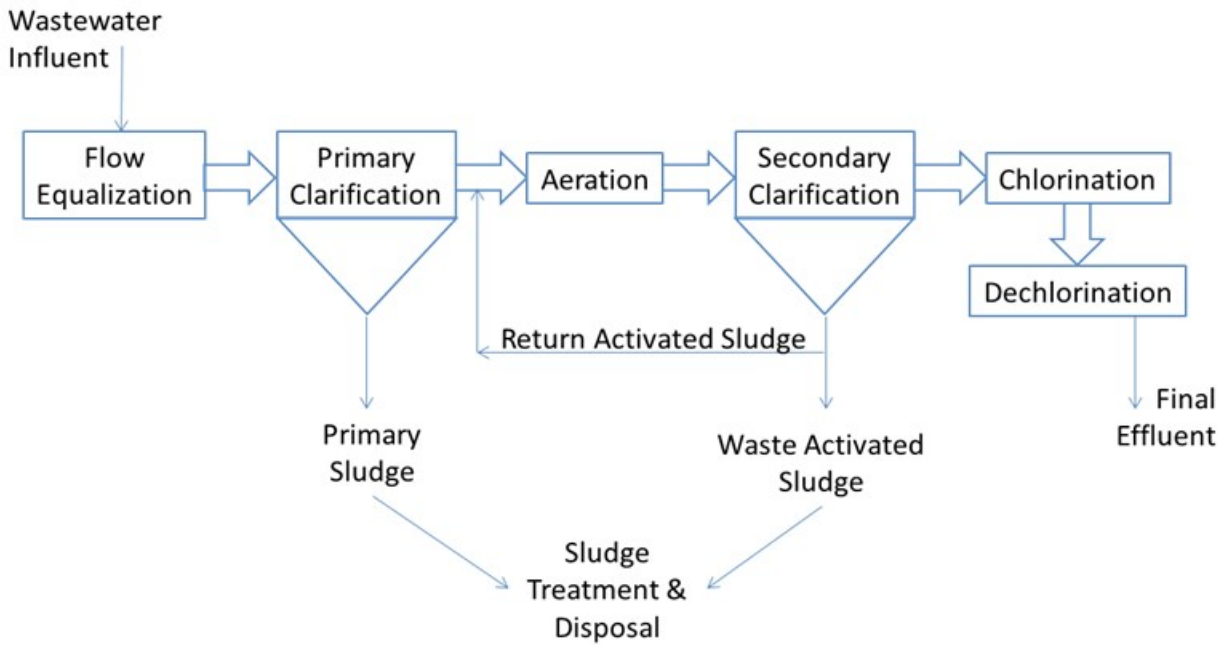 Wastewater
Influent
Flow
Equalization
Primary
Clarification
Aeration
Secondary
Clarification
Chlorination
Dechlorination
Return Activated Sludge
Final
Effluent
Primary
Sludge
Waste Activated
Sludge
Sludge
Treatment &
Disposal